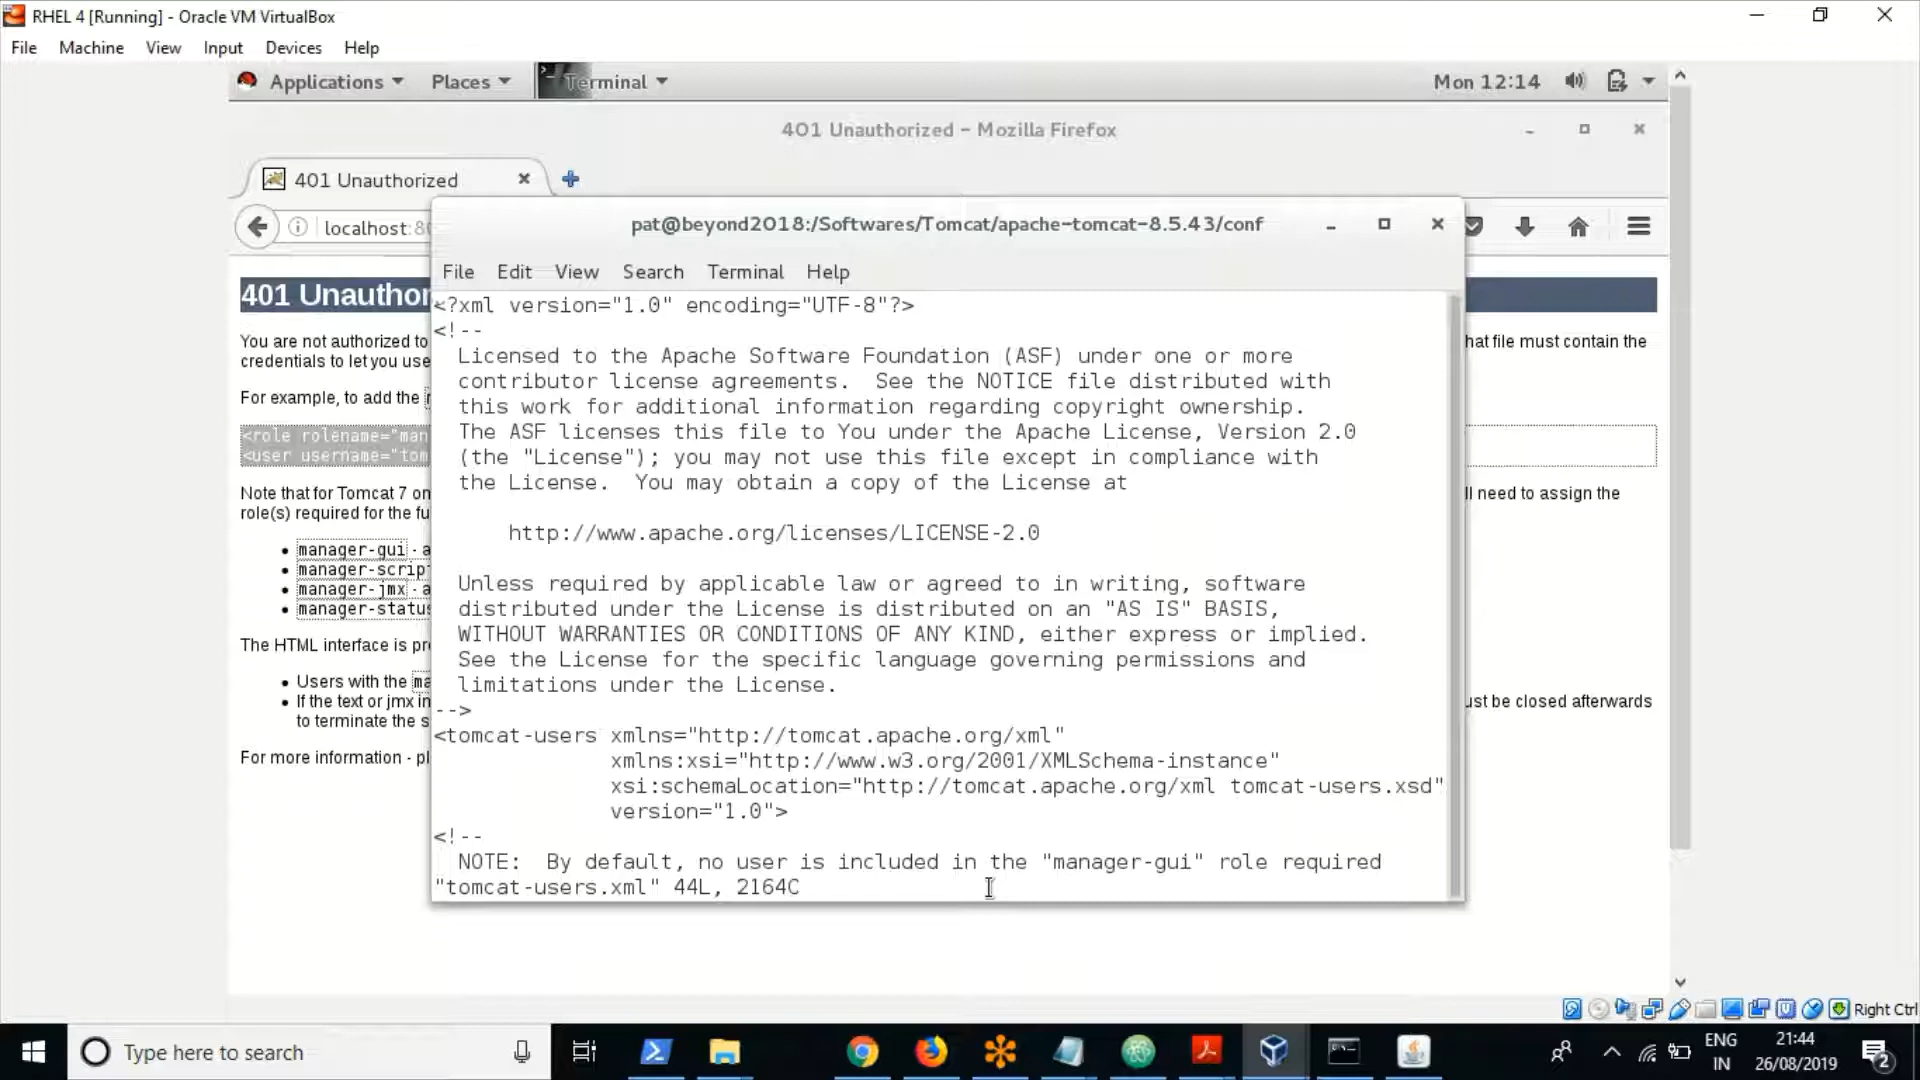 RHEL 4 [Running] - Oracle VM VirtualBox
File Machine View Input Devices Help
Applications Places Terminal Mon 12:14
401 Unauthorized - Mozilla Firefox
401 Unauthorized
localhost:8
pat@beyond2018:/Softwares/Tomcat/apache-tomcat-8.5.43/conf
File Edit View Search Terminal Help
<?xml version="1.0" encoding="UTF-8"?>
<!--
Licensed to the Apache Software Foundation (ASF) under one or more
contributor license agreements.  See the NOTICE file distributed with
this work for additional information regarding copyright ownership.
The ASF licenses this file to You under the Apache License, Version 2.0
(the "License"); you may not use this file except in compliance with
the License.  You may obtain a copy of the License at
http://www.apache.org/licenses/LICENSE-2.0
Unless required by applicable law or agreed to in writing, software
distributed under the License is distributed on an "AS IS" BASIS,
WITHOUT WARRANTIES OR CONDITIONS OF ANY KIND, either express or implied.
See the License for the specific language governing permissions and
limitations under the License.
-->
<tomcat-users xmlns="http://tomcat.apache.org/xml"
xmlns:xsi="http://www.w3.org/2001/XMLSchema-instance"
xsi:schemaLocation="http://tomcat.apache.org/xml tomcat-users.xsd"
version="1.0">
<!--
NOTE:  By default, no user is included in the "manager-gui" role required
"tomcat-users.xml" 44L, 2164C
401 Unauthor
You are not authorized to
hat file must contain the
credentials to let you use
For example, to add the
<role rolename="man
<user username="tom
Note that for Tomcat 7 on
ll need to assign the
role(s) required for the fu
manager-gui - a
manager-script
manager-jmx - a
manager-status
The HTML interface is pr
Users with the ma
If the text or jmx in
ust be closed afterwards
to terminate the s
For more information - pl
Right Ctrl
Type here to search
ENG
IN
21:44
26/08/2019
2